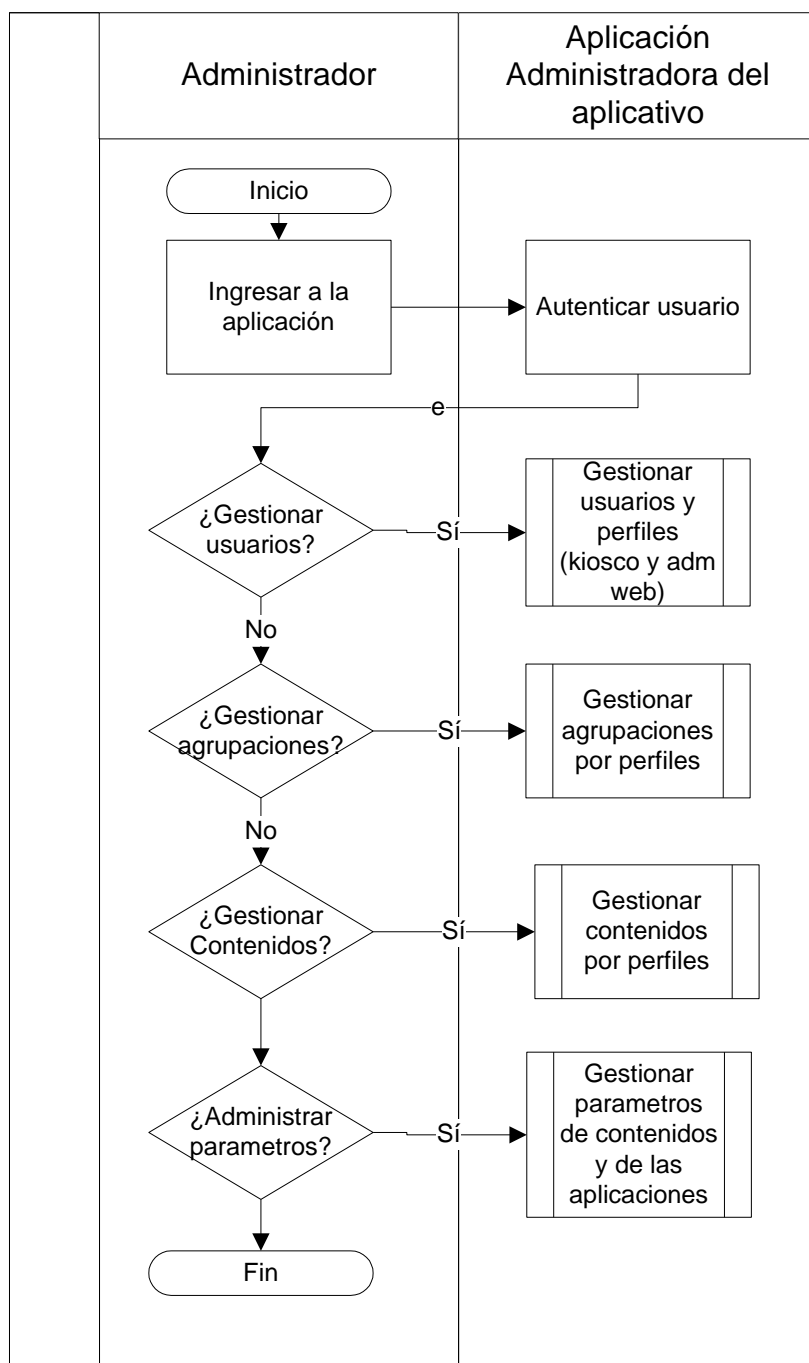 Administrador
Aplicación
Administradora del
aplicativo
Inicio
Ingresar a la
aplicación
Autenticar usuario
e
¿Gestionar
usuarios?
Sí
Gestionar
usuarios y
perfiles
(kiosco y adm
web)
No
¿Gestionar
agrupaciones?
Sí
Gestionar
agrupaciones
por perfiles
No
¿Gestionar
Contenidos?
Sí
Gestionar
contenidos
por perfiles
¿Administrar
parametros?
Sí
Gestionar
parametros
de contenidos
y de las
aplicaciones
Fin